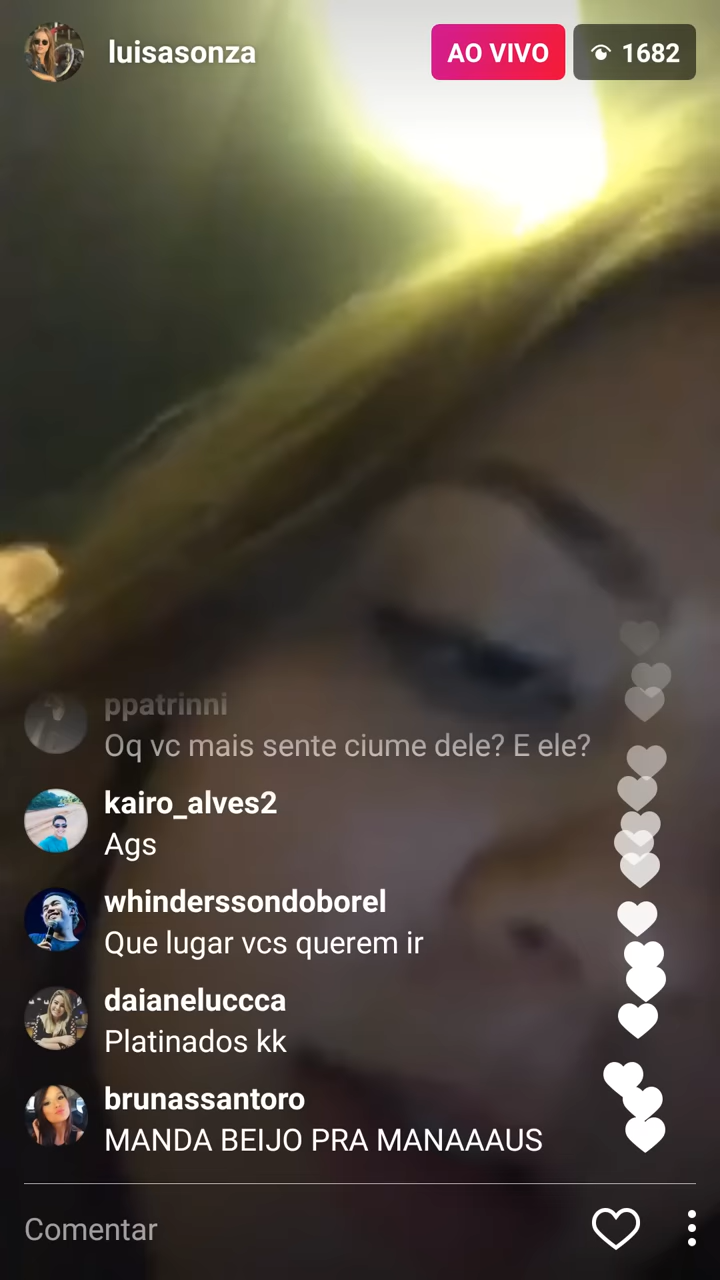 luisasonza
AO VIVO
1682
ppatrinni
Oq vc mais sente ciume dele? E ele?
kairo_alves2
Ags
whinderssondoborel
Que lugar vcs querem ir
daianeluccca
Platinados kk
brunassantoro
MANDA BEIJO PRA MANAAAUS
Comentar